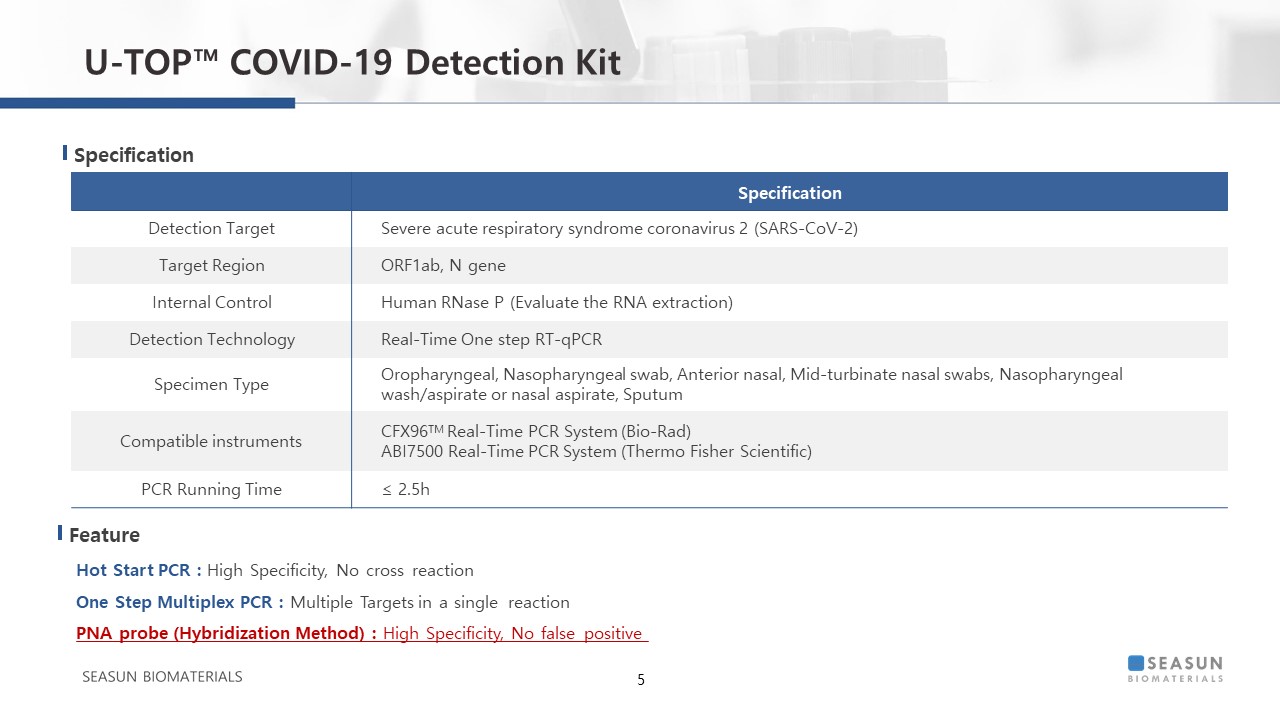 U-TOP™ COVID-19 Detection Kit
Specification
Specification
Detection Target
Severe acute respiratory syndrome coronavirus 2 (SARS-CoV-2)
Target Region
ORF1ab, N gene
Internal Control
Human RNase P (Evaluate the RNA extraction)
Detection Technology
Real-Time One step RT-qPCR
Specimen Type
Oropharyngeal, Nasopharyngeal swab, Anterior nasal, Mid-turbinate nasal swabs, Nasopharyngeal
wash/aspirate or nasal aspirate, Sputum
Compatible instruments
CFX96™ Real-Time PCR System (Bio-Rad)
ABI7500 Real-Time PCR System (Thermo Fisher Scientific)
PCR Running Time
≤ 2.5h
Feature
Hot Start PCR : High Specificity, No cross reaction
One Step Multiplex PCR : Multiple Targets in a single reaction
PNA probe (Hybridization Method) : High Specificity, No false positive
SEASUN BIOMATERIALS
5
SEASUN
BIOMATERIALS